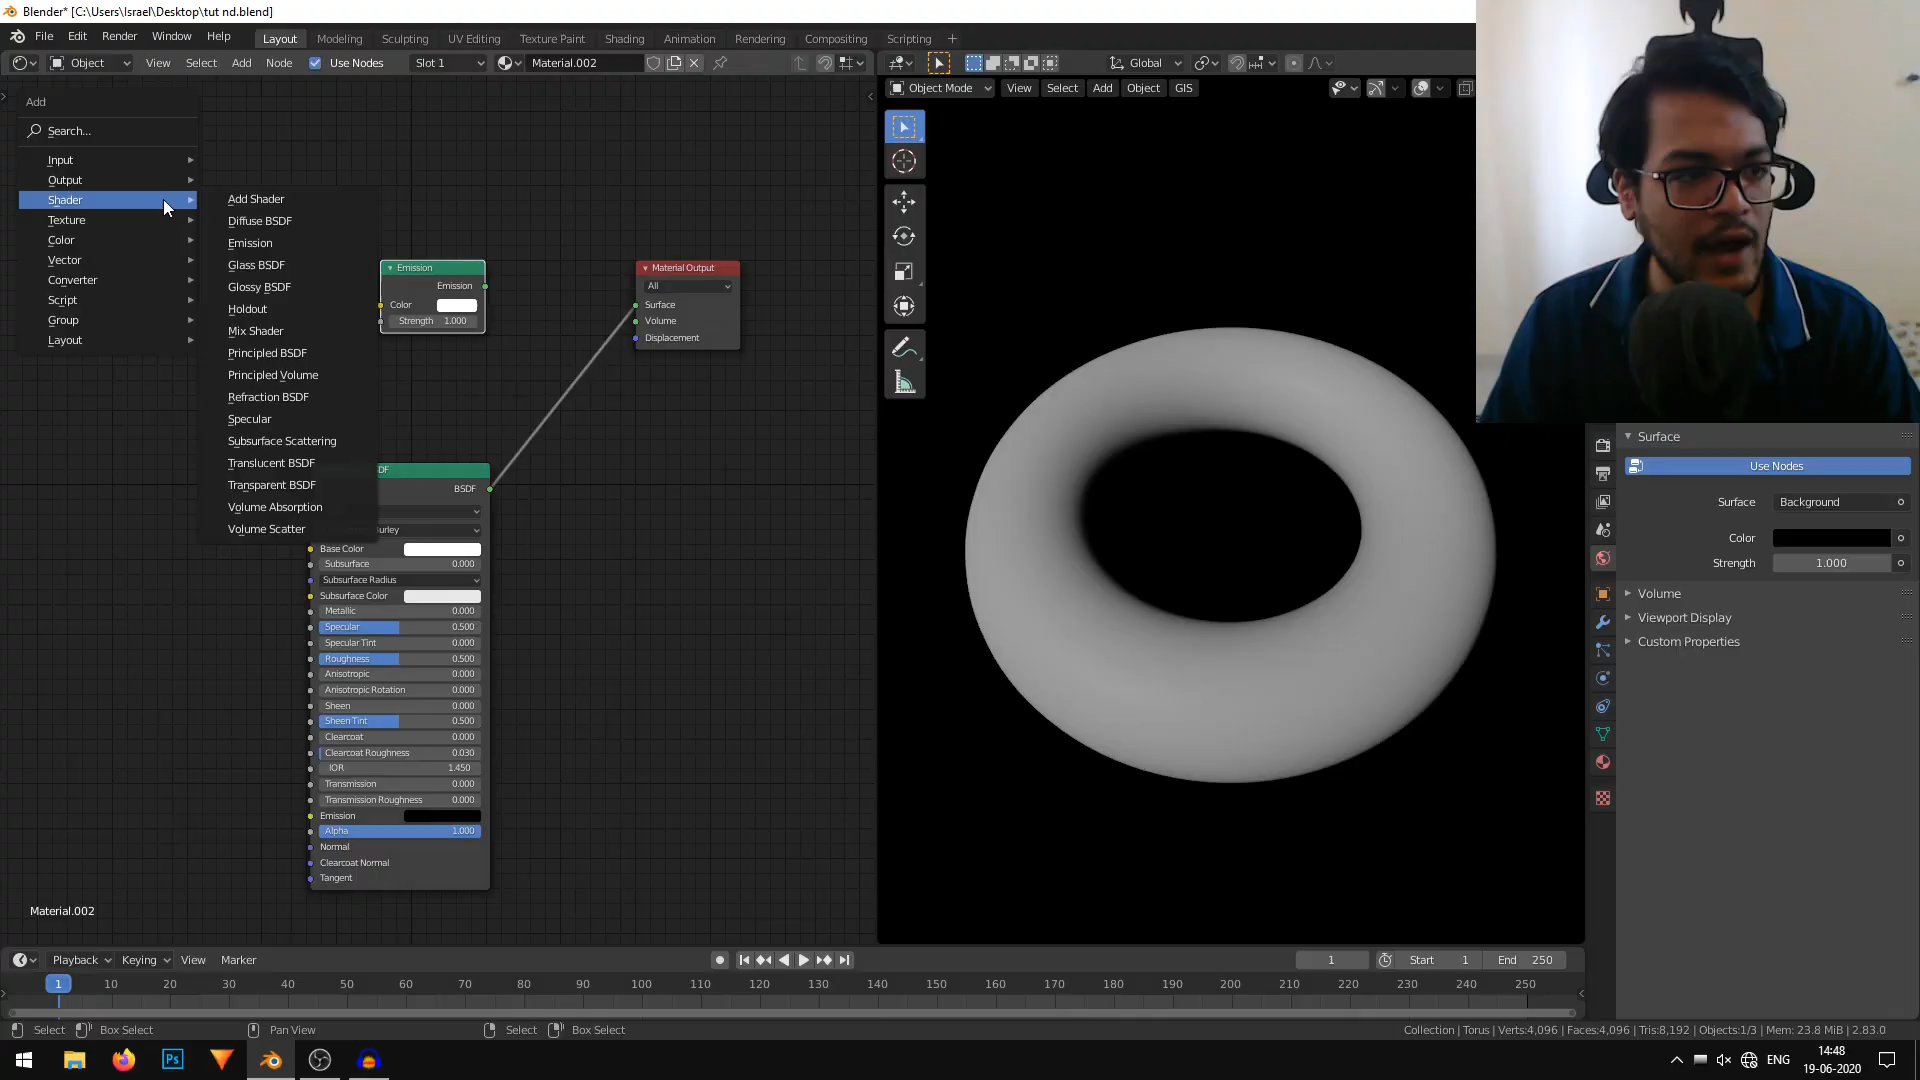 Blender* [C:\Users\Israel\Desktop\tut nd.blend]
File Edit Render Window Help Layout Modeling Sculpting UV Editing Texture Paint Shading Animation Rendering Compositing Scripting +
Object View Select Add Node Use Nodes Slot 1 Material.002 Global
Object Mode View Select Add Object GIS
Add
Search...
Input
Output
Shader
Texture
Color
Vector
Converter
Script
Group
Layout
Add Shader
Diffuse BSDF
Emission
Glass BSDF
Glossy BSDF
Holdout
Mix Shader
Principled BSDF
Principled Volume
Refraction BSDF
Specular
Subsurface Scattering
Translucent BSDF
Transparent BSDF
Volume Absorption
Volume Scatter
Emission
Emission
Color
Strength 1.000
Material Output
All
Surface
Volume
Displacement
DF
BSDF
urley
Base Color
Subsurface 0.000
Subsurface Radius
Subsurface Color
Metallic 0.000
Specular 0.500
Specular Tint 0.000
Roughness 0.500
Anisotropic 0.000
Anisotropic Rotation 0.000
Sheen 0.000
Sheen Tint 0.500
Clearcoat 0.000
Clearcoat Roughness 0.030
IOR 1.450
Transmission 0.000
Transmission Roughness 0.000
Emission
Alpha 1.000
Normal
Clearcoat Normal
Tangent
Material.002
Surface
Use Nodes
Surface Background
Color
Strength 1.000
Volume
Viewport Display
Custom Properties
Playback Keying View Marker 1 Start 1 End 250
1 10 20 30 40 50 60 70 80 90 100 110 120 130 140 150 160 170 180 190 200 210 220 230 240 250
Select Box Select Pan View Select Box Select Collection | Torus | Verts:4,096 | Faces:4,096 | Tris:8,192 | Objects:1/3 | Mem: 23.8 MiB | 2.83.0
Ps ENG 14:48
19-06-2020